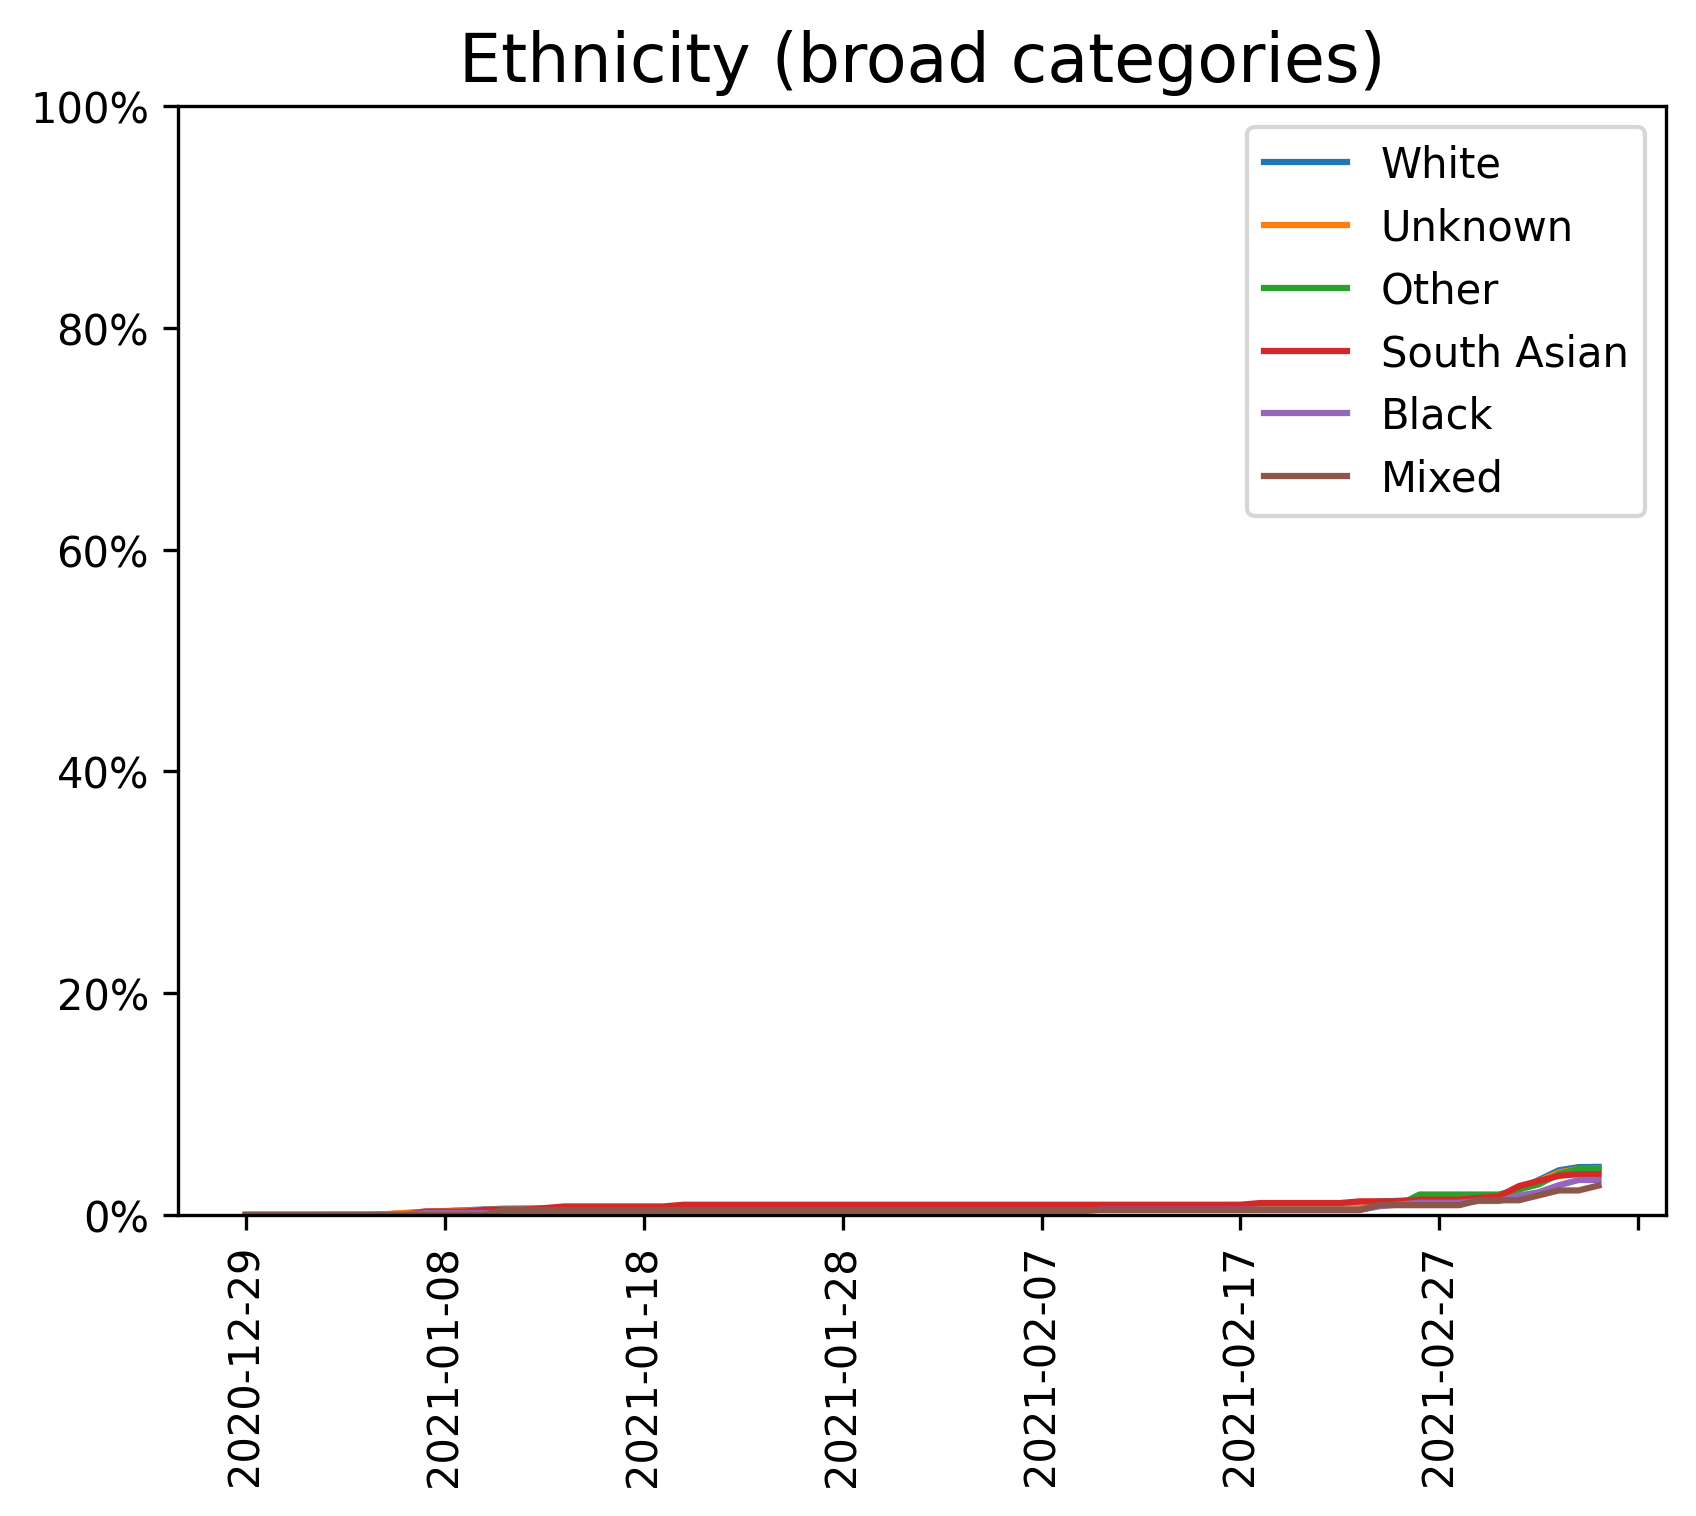 Ethnicity (broad categories)
100%
80%
60%
40%
20%
0%
White
Unknown
Other
South Asian
Black
Mixed
2020-12-29
2021-01-08
2021-01-18
2021-01-28
2021-02-07
2021-02-17
2021-02-27